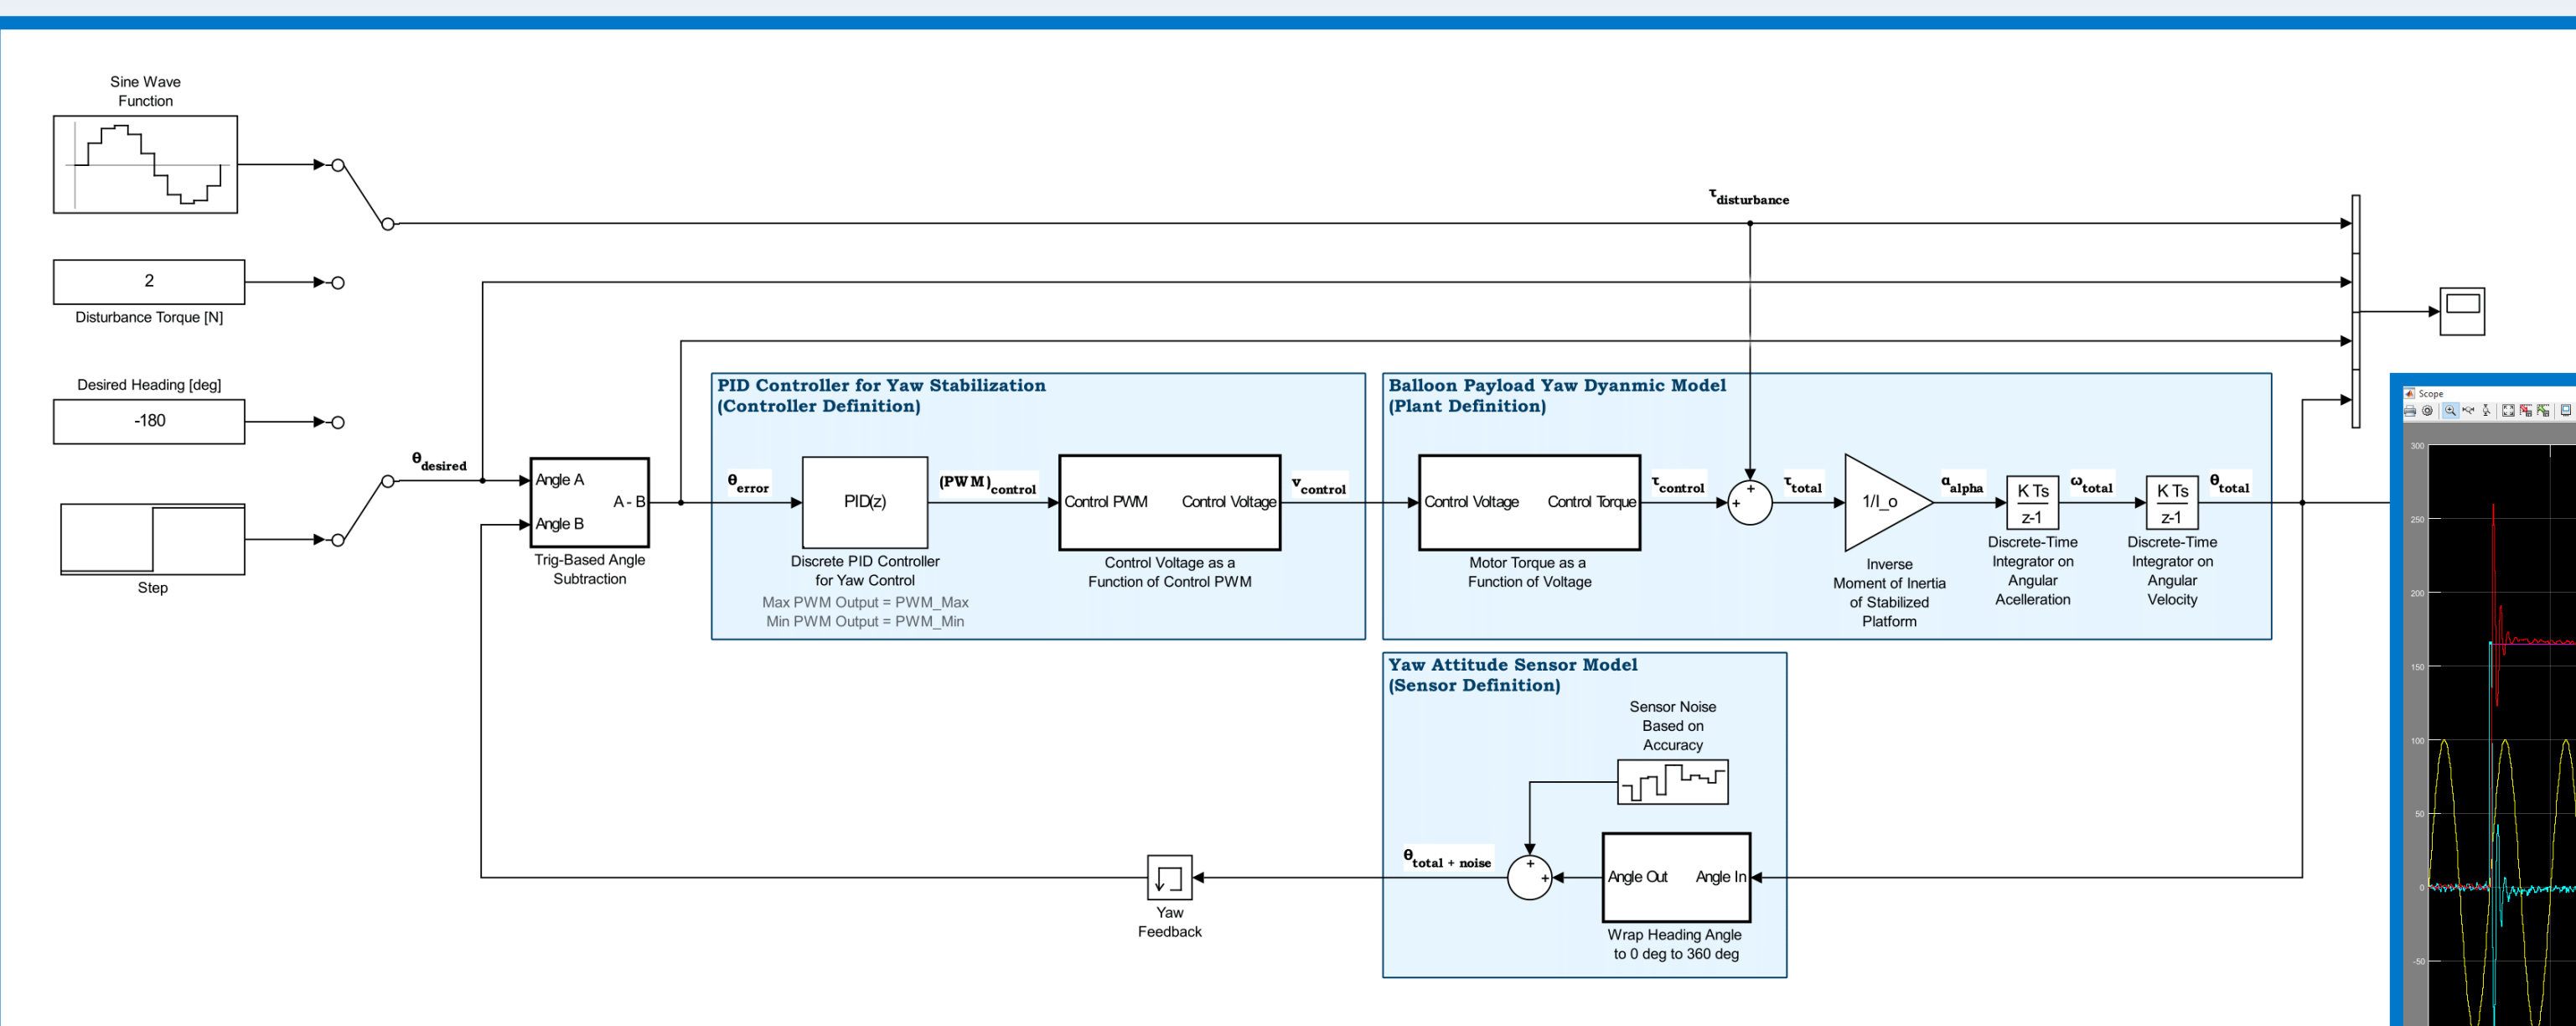 Sine Wave
Function
τdisturbance
2
Disturbance Torque [N]
Desired Heading [deg]
-180
Step
θdesired
Angle A
Angle B
A - B
Trig-Based Angle
Subtraction
PID Controller for Yaw Stabilization
(Controller Definition)
θerror
PID(z)
Discrete PID Controller
for Yaw Control
Max PWM Output = PWM_Max
Min PWM Output = PWM_Min
(PWM)control
Control PWM
Control Voltage
Control Voltage as a
Function of Control PWM
vcontrol
Balloon Payload Yaw Dyanmic Model
(Plant Definition)
Control Voltage
Control Torque
Motor Torque as a
Function of Voltage
τcontrol
+
+
τtotal
1/I_o
Inverse
Moment of Inertia
of Stabilized
Platform
αalpha
K Ts
z-1
Discrete-Time
Integrator on
Angular
Acelleration
ωtotal
K Ts
z-1
Discrete-Time
Integrator on
Angular
Velocity
θtotal
Yaw Attitude Sensor Model
(Sensor Definition)
Sensor Noise
Based on
Accuracy
θtotal + noise
+
+
Angle Out
Angle In
Wrap Heading Angle
to 0 deg to 360 deg
Yaw
Feedback
Scope
300
250
200
150
100
50
0
-50